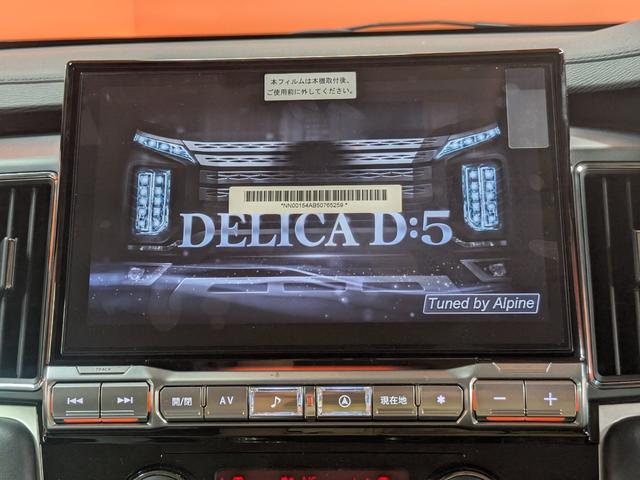 本フィルムは本機取付後、
ご使用前に外してください。
*NN00154AB50765259*
DELICA D:5
Tuned by Alpine
TRACK
開/閉 AV 現在地